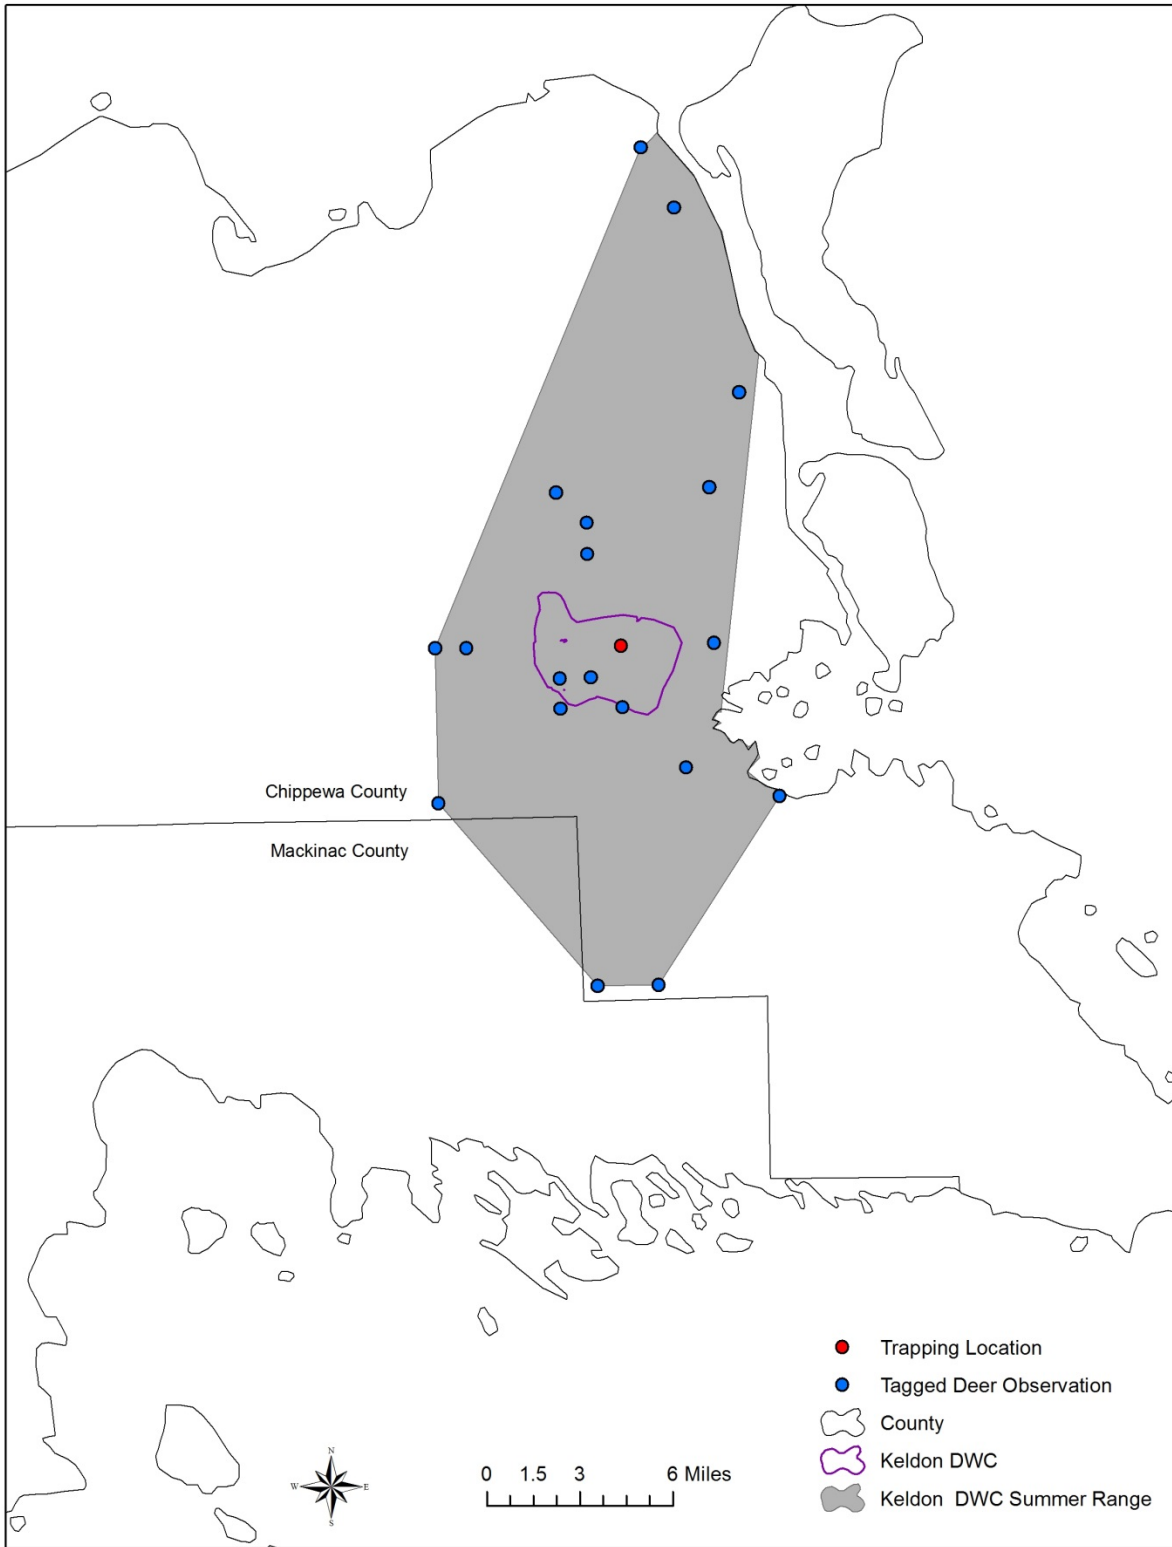 Chippewa County
Mackinac County
Trapping Location
Tagged Deer Observation
County
Keldon DWC
Keldon DWC Summer Range
N
W E
S
0 1.5 3 6 Miles